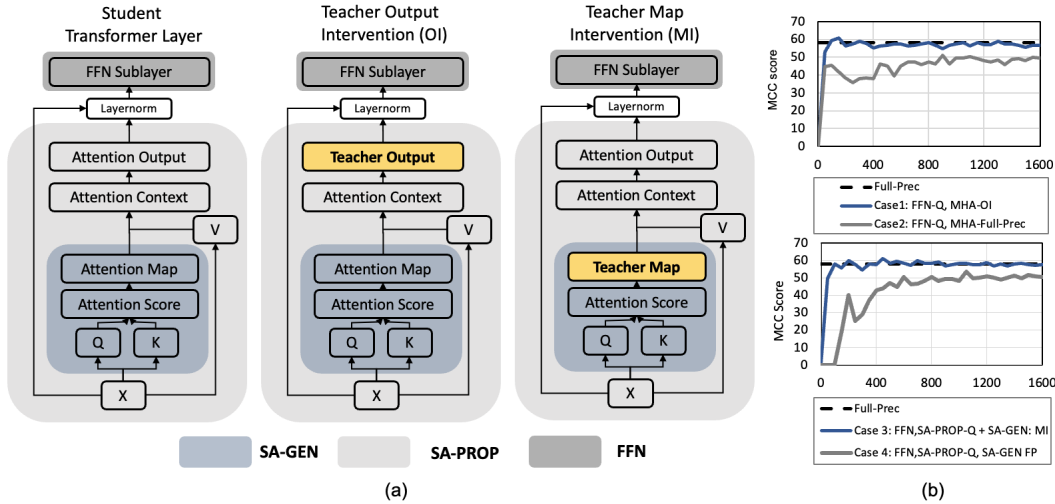 Student
Transformer Layer
FFN Sublayer
Layernorm
Attention Output
Attention Context
V
Attention Map
Attention Score
Q K
X
Teacher Output
Intervention (OI)
FFN Sublayer
Layernorm
Teacher Output
Attention Context
V
Attention Map
Attention Score
Q K
X
Teacher Map
Intervention (MI)
FFN Sublayer
Layernorm
Attention Output
Attention Context
V
Teacher Map
Attention Score
Q K
X
SA-GEN SA-PROP FFN
(a)
MCC score
70
60
50
40
30
20
10
0
0 400 800 1200 1600
Full-Prec
Case1: FFN-Q, MHA-OI
Case2: FFN-Q, MHA-Full-Prec
MCC Score
70
60
50
40
30
20
10
0
0 400 800 1200 1600
Full-Prec
Case 3: FFN,SA-PROP-Q + SA-GEN: MI
Case 4: FFN,SA-PROP-Q, SA-GEN FP
(b)